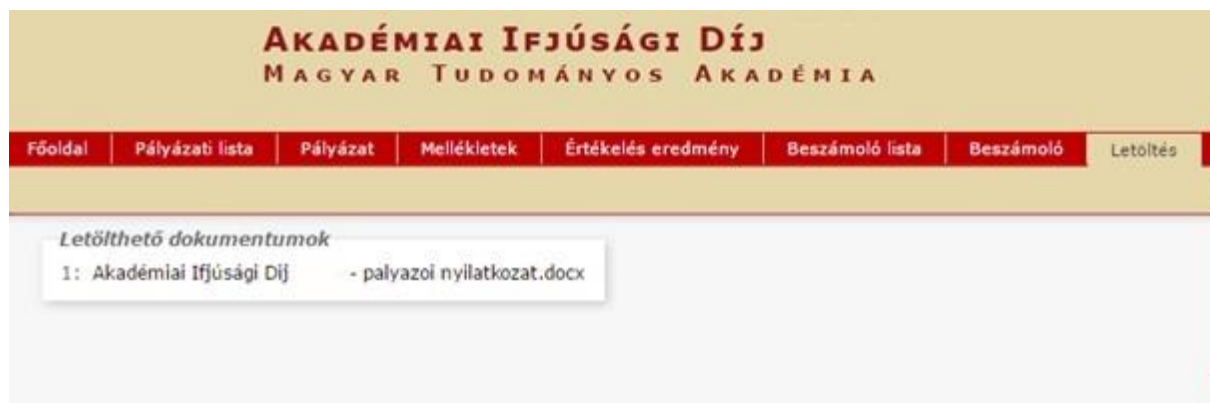 Akadémiai Ifjúsági Díj
Magyar Tudományos Akadémia
Főoldal Pályázati lista Pályázat Mellékletek Értékelés eredmény Beszámoló lista Beszámoló Letöltés
Letölthető dokumentumok
1: Akadémiai Ifjúsági Dij - palyazoi nyilatkozat.docx